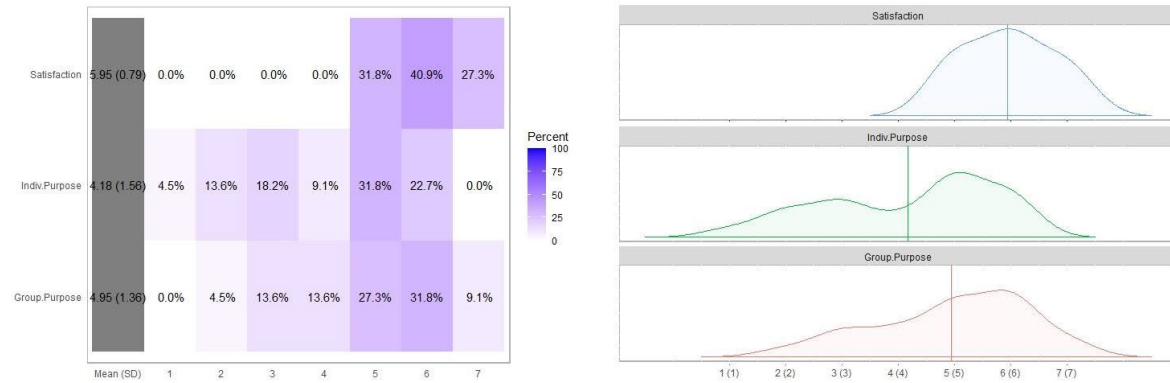 Satisfaction 5.95 (0.79) 0.0% 0.0% 0.0% 0.0% 31.8% 40.9% 27.3%
Indiv.Purpose 4.18 (1.56) 4.5% 13.6% 18.2% 9.1% 31.8% 22.7% 0.0%
Group.Purpose 4.95 (1.36) 0.0% 4.5% 13.6% 13.6% 27.3% 31.8% 9.1%
Mean (SD) 1 2 3 4 5 6 7
Percent
100
75
50
25
0
Satisfaction
Indiv.Purpose
Group.Purpose
1 (1) 2 (2) 3 (3) 4 (4) 5 (5) 6 (6) 7 (7)